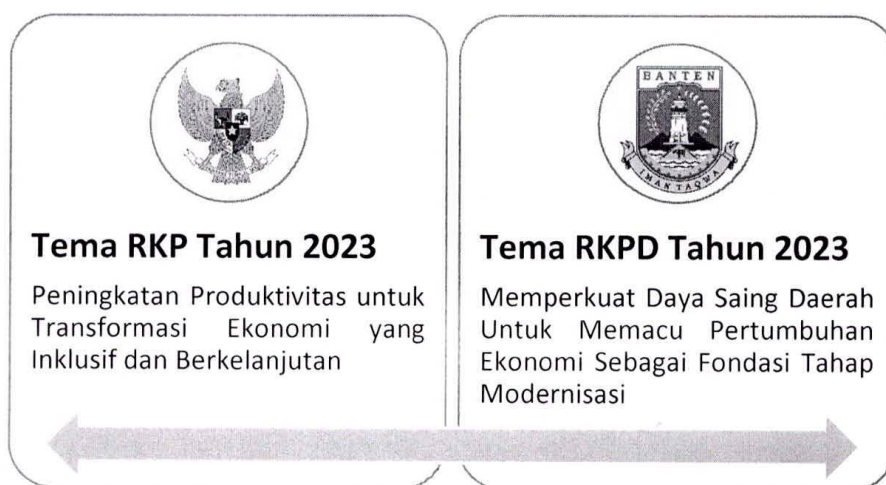 BANTEN
IMAN TAQWA
Tema RKP Tahun 2023
Peningkatan Produktivitas untuk
Transformasi Ekonomi yang
Inklusif dan Berkelanjutan
Tema RKPD Tahun 2023
Memperkuat Daya Saing Daerah
Untuk Memacu Pertumbuhan
Ekonomi Sebagai Fondasi Tahap
Modernisasi